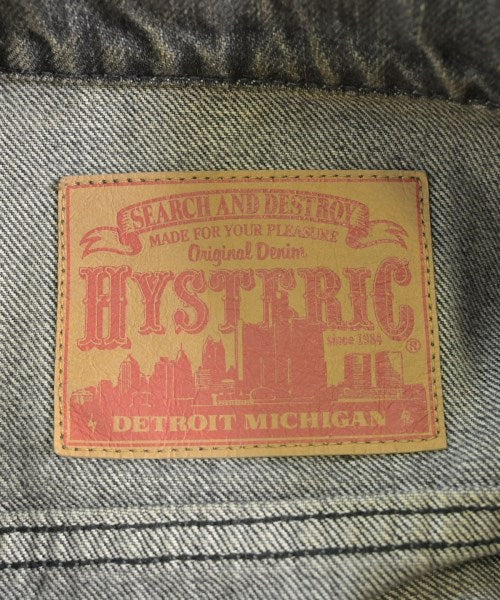 SEARCH AND DESTROY
MADE FOR YOUR PLEASURE
Original Denim
HYSTERIC
since 1984
®
DETROIT MICHIGAN